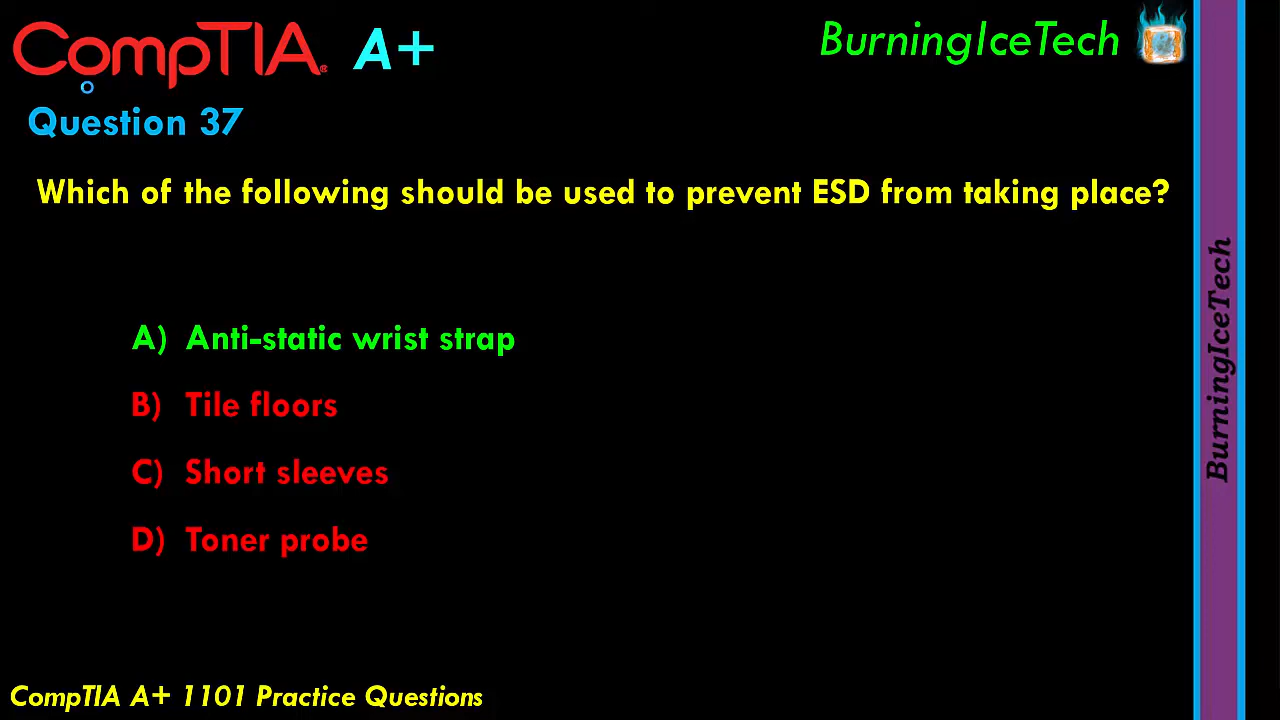 CompTIA® A+
BurningIceTech
Question 37
Which of the following should be used to prevent ESD from taking place?
A) Anti-static wrist strap
B) Tile floors
C) Short sleeves
D) Toner probe
BurningIceTech
CompTIA A+ 1101 Practice Questions